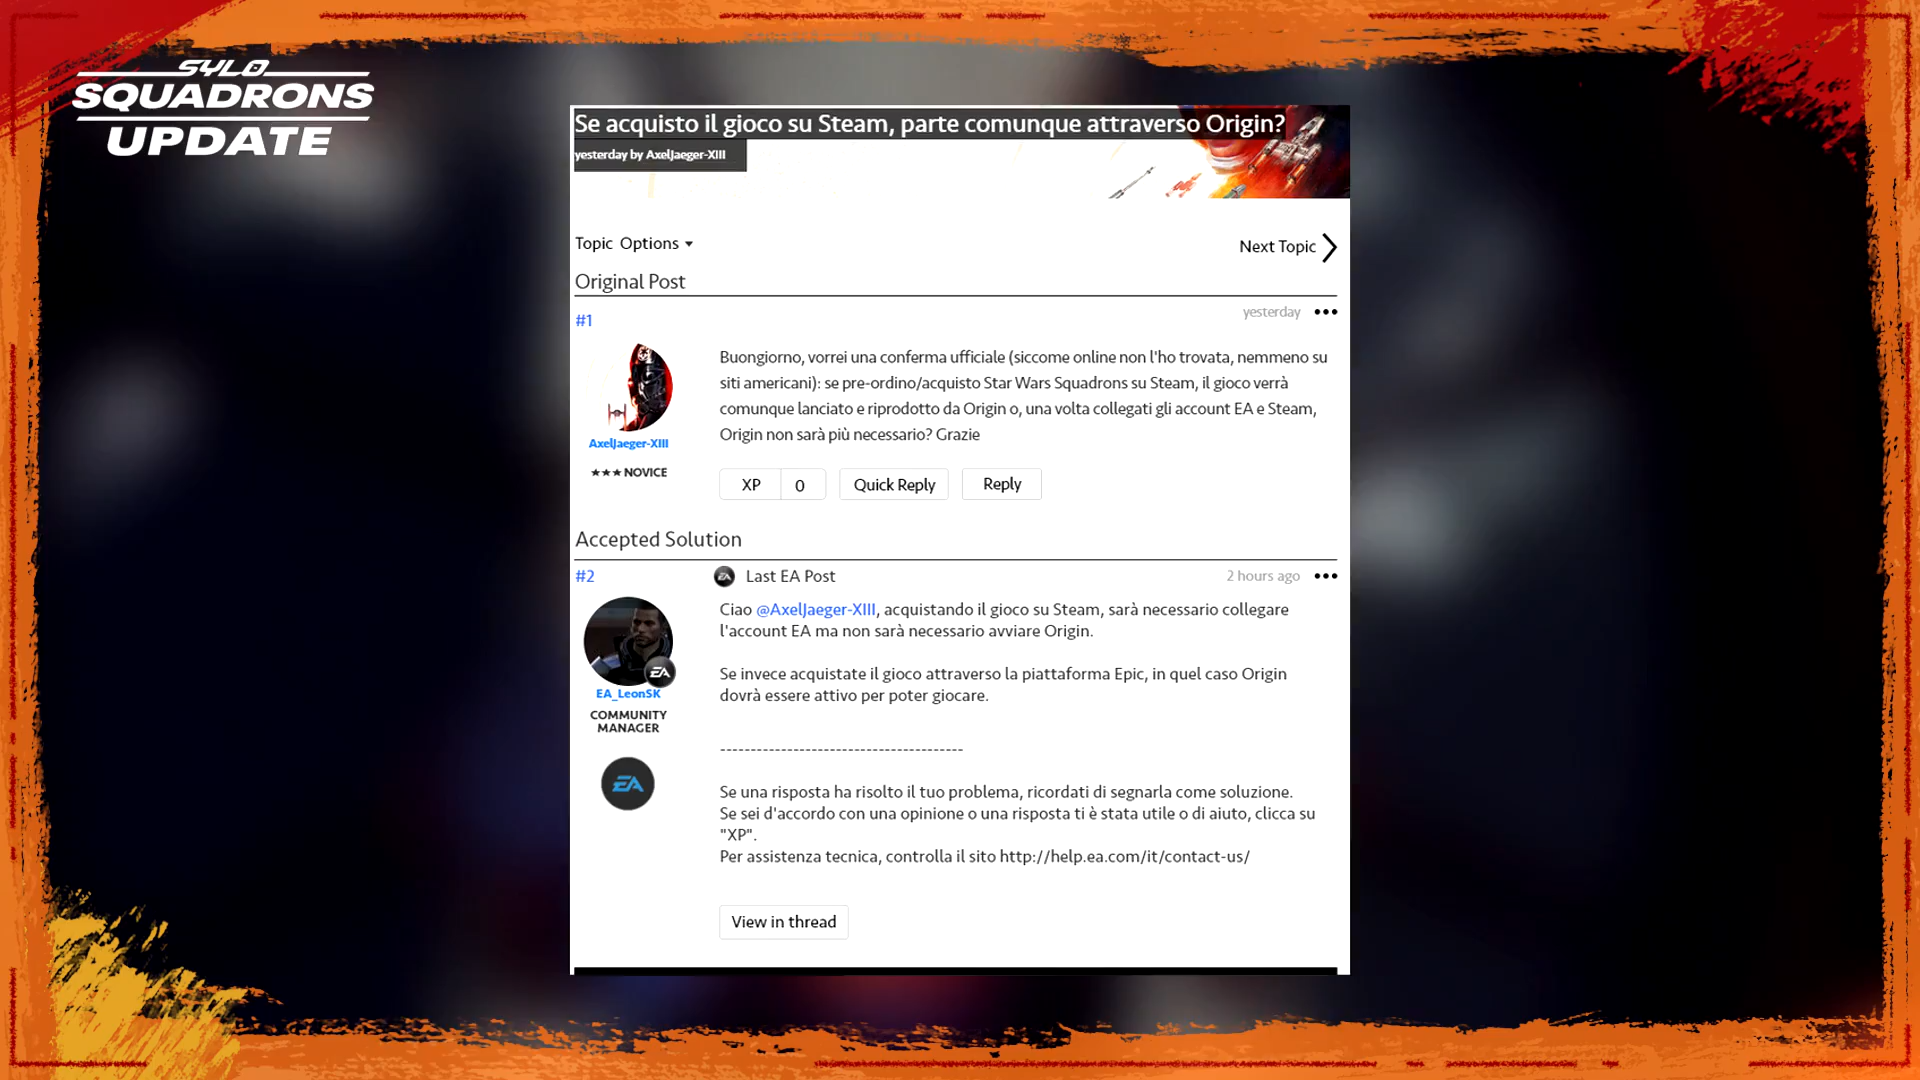 SYLO
SQUADRONS
UPDATE
Se acquisto il gioco su Steam, parte comunque attraverso Origin?
yesterday by AxelJaeger-XIII
Topic Options
Next Topic
Original Post
#1
yesterday
Buongiorno, vorrei una conferma ufficiale (siccome online non l'ho trovata, nemmeno su
siti americani): se pre-ordino/acquisto Star Wars Squadrons su Steam, il gioco verrà
comunque lanciato e riprodotto da Origin o, una volta collegati gli account EA e Steam,
Origin non sarà più necessario? Grazie
AxelJaeger-XIII
★★★ NOVICE
XP 0 Quick Reply Reply
Accepted Solution
#2
EA Last EA Post
2 hours ago
Ciao @AxelJaeger-XIII, acquistando il gioco su Steam, sarà necessario collegare
l'account EA ma non sarà necessario avviare Origin.
Se invece acquistate il gioco attraverso la piattaforma Epic, in quel caso Origin
dovrà essere attivo per poter giocare.
EA
EA_LeonSK
COMMUNITY
MANAGER
EA
----------------------------------------
Se una risposta ha risolto il tuo problema, ricordati di segnarla come soluzione.
Se sei d'accordo con una opinione o una risposta ti è stata utile o di aiuto, clicca su
"XP".
Per assistenza tecnica, controlla il sito http://help.ea.com/it/contact-us/
View in thread